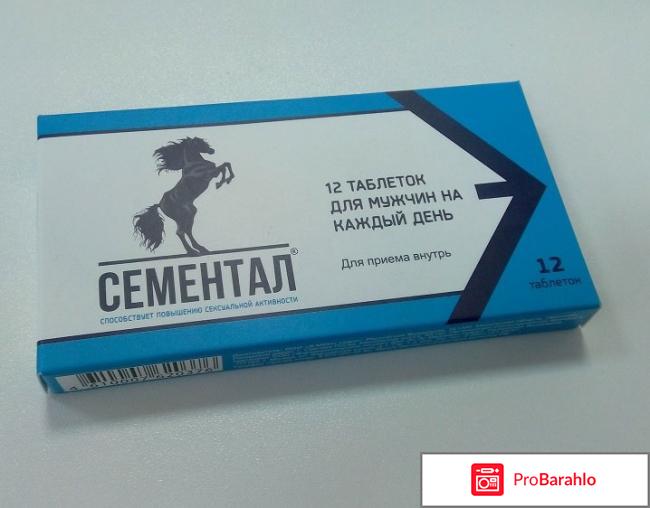 12 ТАБЛЕТОК
ДЛЯ МУЖЧИН НА
КАЖДЫЙ ДЕНЬ
Для приема внутрь
СЕМЕНТАЛ®
СПОСОБСТВУЕТ ПОВЫШЕНИЮ СЕКСУАЛЬНОЙ АКТИВНОСТИ
12
таблеток
ProBarahlo